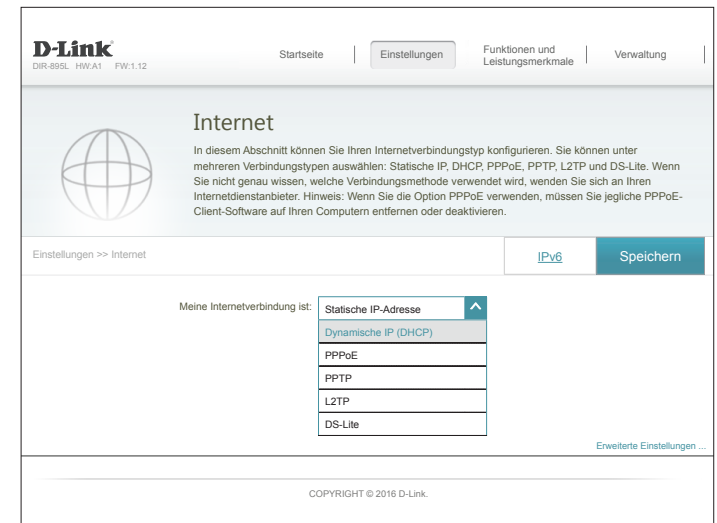 D-Link
DIR-895L HW:A1 FW:1.12
Startseite
Einstellungen
Funktionen und
Leistungsmerkmale
Verwaltung
Internet
In diesem Abschnitt können Sie Ihren Internetverbindungstyp konfigurieren. Sie können unter
mehreren Verbindungstypen auswählen: Statische IP, DHCP, PPPoE, PPTP, L2TP und DS-Lite. Wenn
Sie nicht genau wissen, welche Verbindungsmethode verwendet wird, wenden Sie sich an Ihren
Internetdienstanbieter. Hinweis: Wenn Sie die Option PPPoE verwenden, müssen Sie jegliche PPPoE-
Client-Software auf Ihren Computern entfernen oder deaktivieren.
Einstellungen >> Internet
IPv6
Speichern
Meine Internetverbindung ist:
Statische IP-Adresse
Dynamische IP (DHCP)
PPPoE
PPTP
L2TP
DS-Lite
Erweiterte Einstellungen ...
COPYRIGHT © 2016 D-Link.